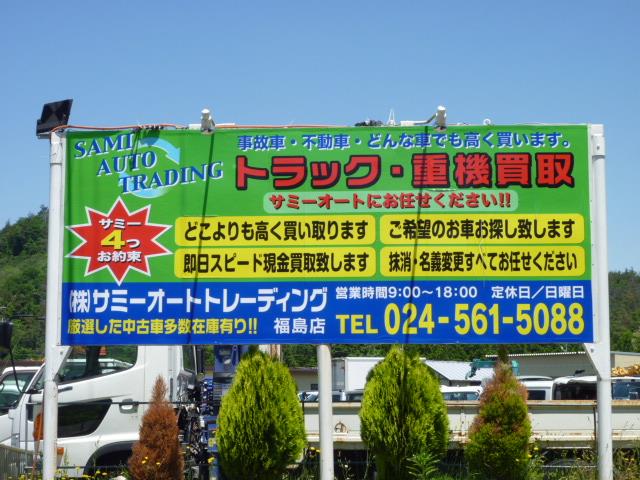 SAMI
AUTO
TRADING
事故車・不動車・どんな車でも高く買います。
トラック・重機買取
サミーオートにお任せください!!
サミー
4つ
お約束
どこよりも高く買い取ります
ご希望のお車お探し致します
即日スピード現金買取致します
抹消・名義変更すべてお任せください
(株)サミーオートトレーディング
営業時間9:00〜18:00 定休日／日曜日
厳選した中古車多数在庫有り!! 福島店
TEL 024-561-5088